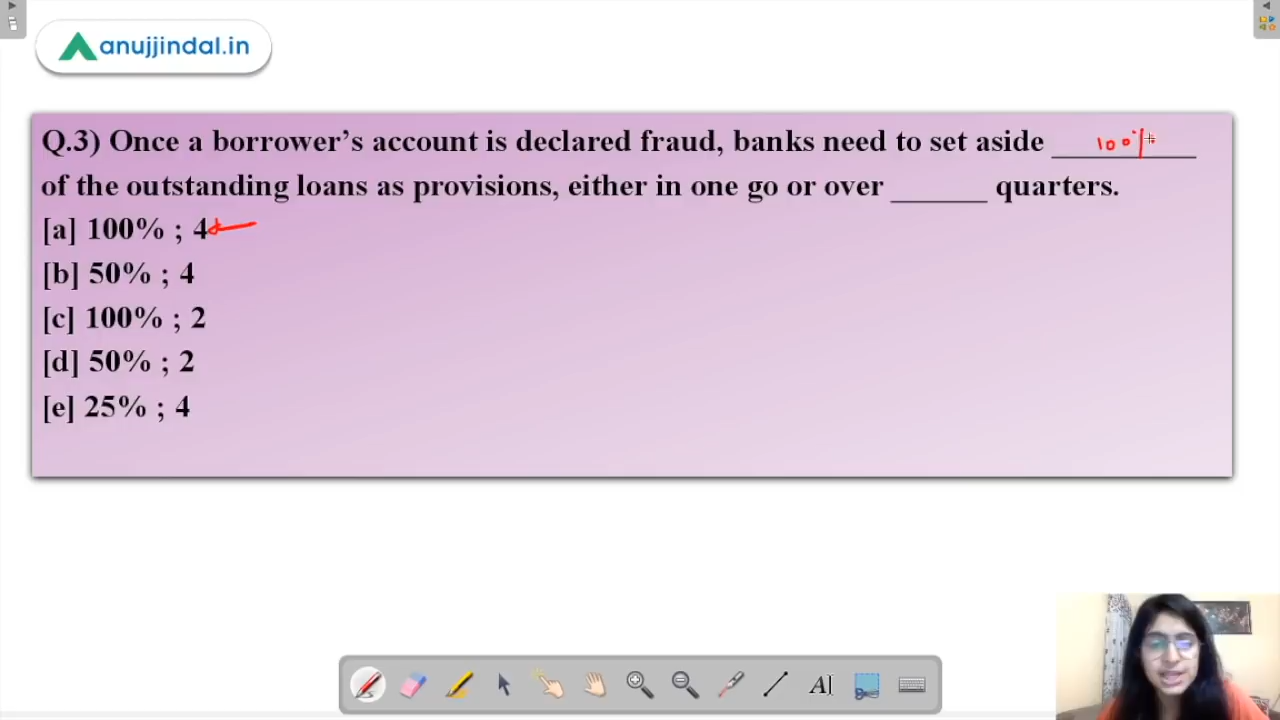 anujjindal.in
Q.3) Once a borrower's account is declared fraud, banks need to set aside 100% 
of the outstanding loans as provisions, either in one go or over ______ quarters.
[a] 100% ; 4
[b] 50% ; 4
[c] 100% ; 2
[d] 50% ; 2
[e] 25% ; 4
AI